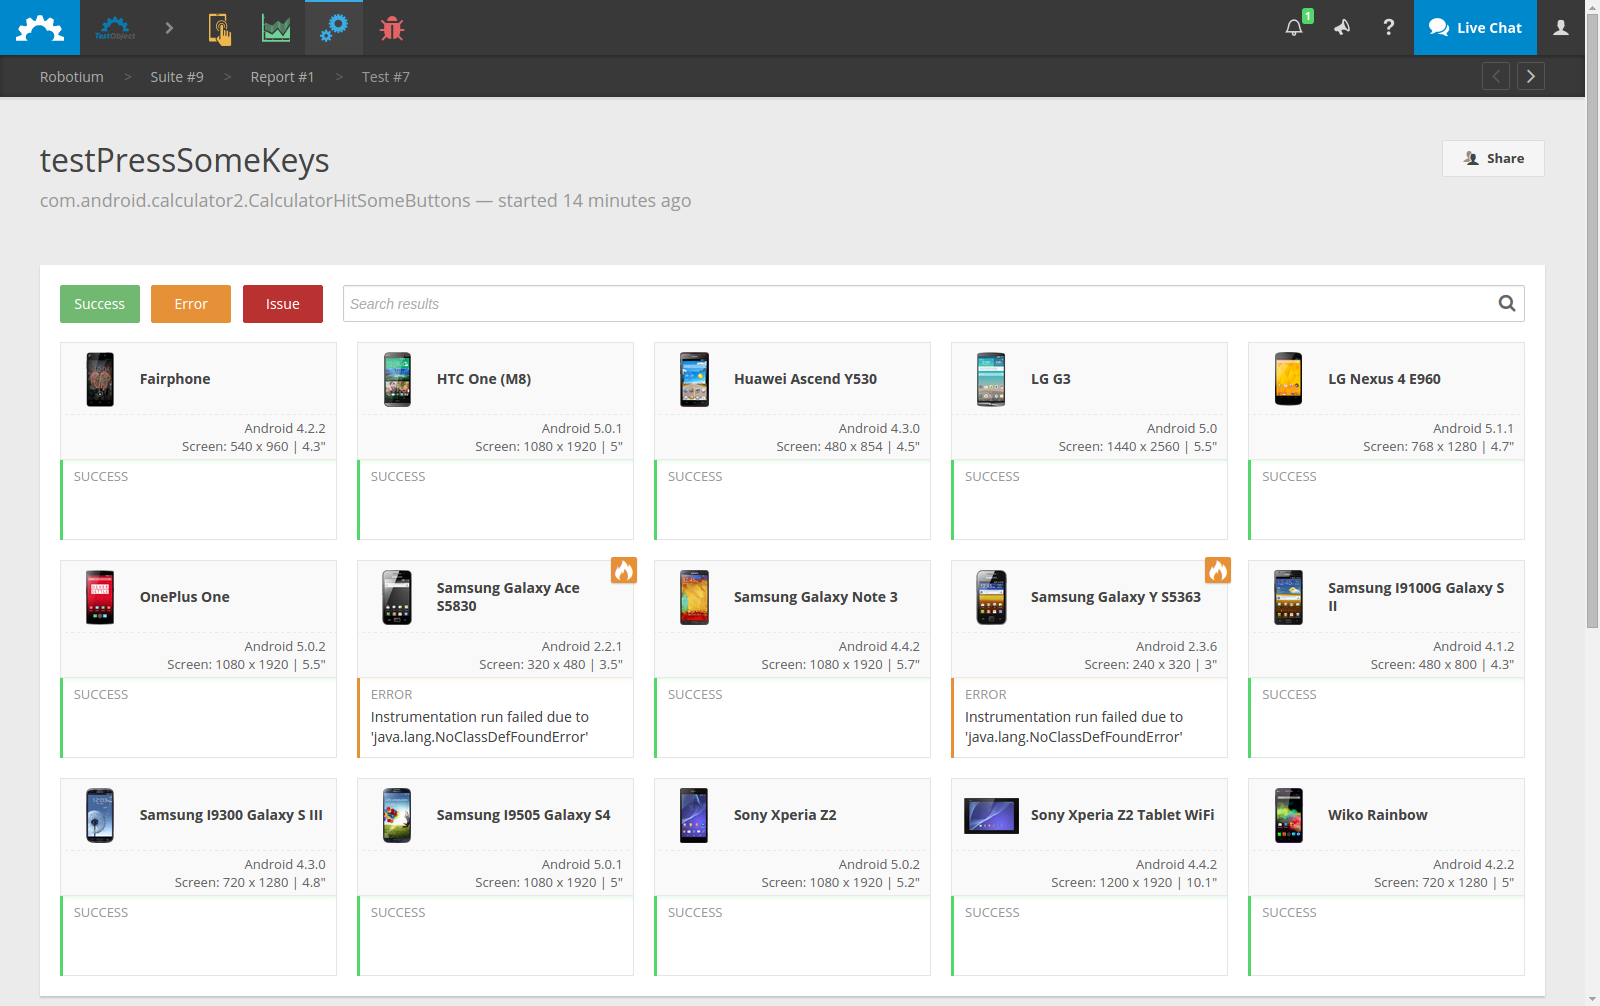 TestObject
1
?
Live Chat
Robotium > Suite #9 > Report #1 > Test #7
testPressSomeKeys
Share
com.android.calculator2.CalculatorHitSomeButtons — started 14 minutes ago
Success
Error
Issue
Search results
Fairphone
Android 4.2.2
Screen: 540 x 960 | 4.3"
SUCCESS
HTC One (M8)
Android 5.0.1
Screen: 1080 x 1920 | 5"
SUCCESS
Huawei Ascend Y530
Android 4.3.0
Screen: 480 x 854 | 4.5"
SUCCESS
LG G3
Android 5.0
Screen: 1440 x 2560 | 5.5"
SUCCESS
LG Nexus 4 E960
Android 5.1.1
Screen: 768 x 1280 | 4.7"
SUCCESS
OnePlus One
Android 5.0.2
Screen: 1080 x 1920 | 5.5"
SUCCESS
Samsung Galaxy Ace
S5830
Android 2.2.1
Screen: 320 x 480 | 3.5"
ERROR
Instrumentation run failed due to
'java.lang.NoClassDefFoundError'
Samsung Galaxy Note 3
Android 4.4.2
Screen: 1080 x 1920 | 5.7"
SUCCESS
Samsung Galaxy Y S5363
Android 2.3.6
Screen: 240 x 320 | 3"
ERROR
Instrumentation run failed due to
'java.lang.NoClassDefFoundError'
Samsung I9100G Galaxy S
II
Android 4.1.2
Screen: 480 x 800 | 4.3"
SUCCESS
Samsung I9300 Galaxy S III
Android 4.3.0
Screen: 720 x 1280 | 4.8"
SUCCESS
Samsung I9505 Galaxy S4
Android 5.0.1
Screen: 1080 x 1920 | 5"
SUCCESS
Sony Xperia Z2
Android 5.0.2
Screen: 1080 x 1920 | 5.2"
SUCCESS
Sony Xperia Z2 Tablet WiFi
Android 4.4.2
Screen: 1200 x 1920 | 10.1"
SUCCESS
Wiko Rainbow
Android 4.2.2
Screen: 720 x 1280 | 5"
SUCCESS